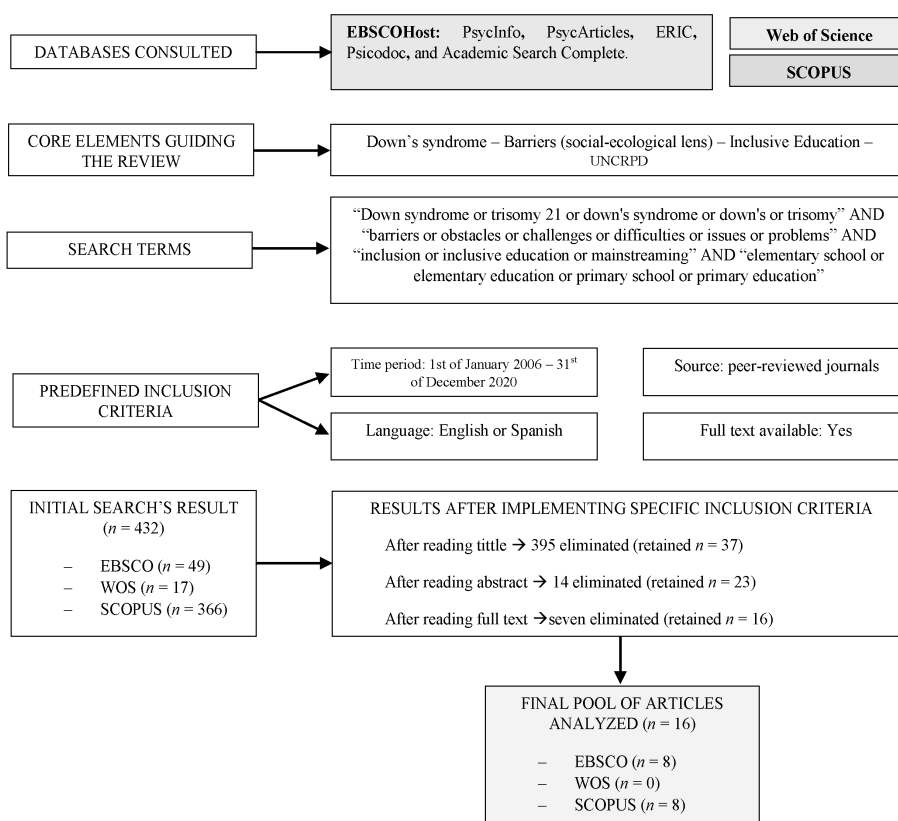 DATABASES CONSULTED
EBSCOHost: PsycInfo, PsycArticles, ERIC,
Psicodoc, and Academic Search Complete.
Web of Science
SCOPUS
CORE ELEMENTS GUIDING
THE REVIEW
Down's syndrome – Barriers (social-ecological lens) – Inclusive Education –
UNCRPD
SEARCH TERMS
“Down syndrome or trisomy 21 or down's syndrome or down's or trisomy” AND
“barriers or obstacles or challenges or difficulties or issues or problems” AND
“inclusion or inclusive education or mainstreaming” AND “elementary school or
elementary education or primary school or primary education”
PREDEFINED INCLUSION
CRITERIA
Time period: 1st of January 2006 – 31st
of December 2020
Source: peer-reviewed journals
Language: English or Spanish
Full text available: Yes
INITIAL SEARCH'S RESULT
(n = 432)
– EBSCO (n = 49)
– WOS (n = 17)
– SCOPUS (n = 366)
RESULTS AFTER IMPLEMENTING SPECIFIC INCLUSION CRITERIA
After reading tittle → 395 eliminated (retained n = 37)
After reading abstract → 14 eliminated (retained n = 23)
After reading full text →seven eliminated (retained n = 16)
FINAL POOL OF ARTICLES
ANALYZED (n = 16)
– EBSCO (n = 8)
– WOS (n = 0)
– SCOPUS (n = 8)